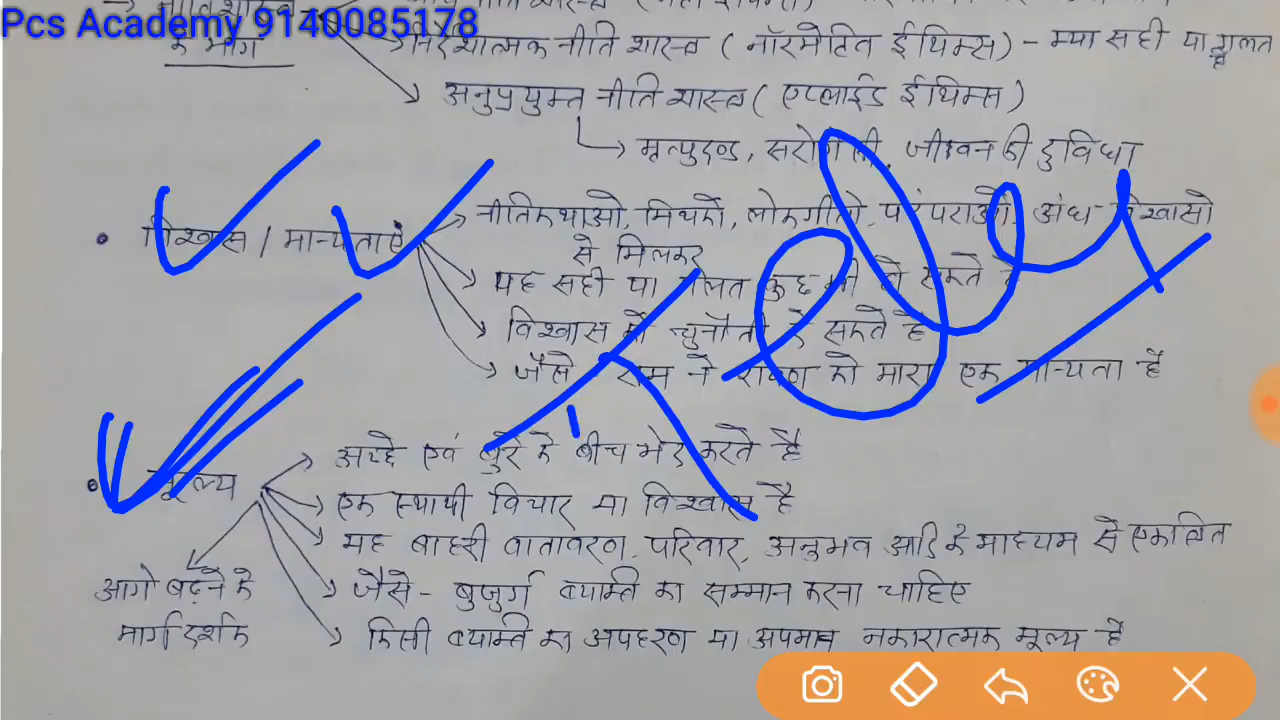 Pcs Academy 9140085178
के भाग
निर्देशात्मक नीति शास्त्र ( नॉरमेटिव ईथिक्स) - क्या सही या गलत है
अनुप्रयुक्त नीति शास्त्र ( एप्लाईड ईथिक्स )
मृत्युदण्ड, सरोगेसी, जीवन की दुविधा
विश्वास / मान्यताएं
नीतिकथाओं, मिथकों, लोकगीतों, परंपराओं, अंध-विश्वासों
से मिलकर
यह सही या गलत कुछ भी हो सकते है
विश्वास को चुनौती दे सकते है
जैसे राम ने रावण को मारा एक मान्यता है
मूल्य
अच्छे एवं बुरे के बीच भेद करते है
एक स्थायी विचार या विश्वास है
यह बाहरी वातावरण, परिवार, अनुभव आदि के माध्यम से एकत्रित
आगे बढ़ने के
मार्गदर्शक
जैसे - बुजुर्ग व्यक्ति का सम्मान करना चाहिए
किसी व्यक्ति का अपहरण या अपमान नकारात्मक मूल्य है